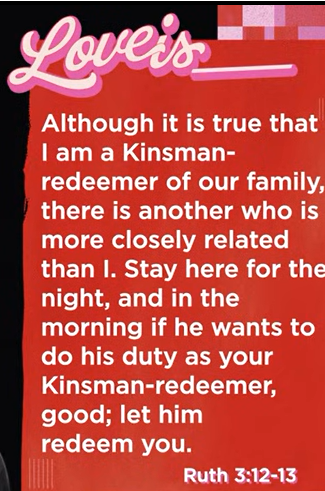 Love is ___
Although it is true that
I am a Kinsman-
redeemer of our family,
there is another who is
more closely related
than I. Stay here for the
night, and in the
morning if he wants to
do his duty as your
Kinsman-redeemer,
good; let him
redeem you.
Ruth 3:12-13